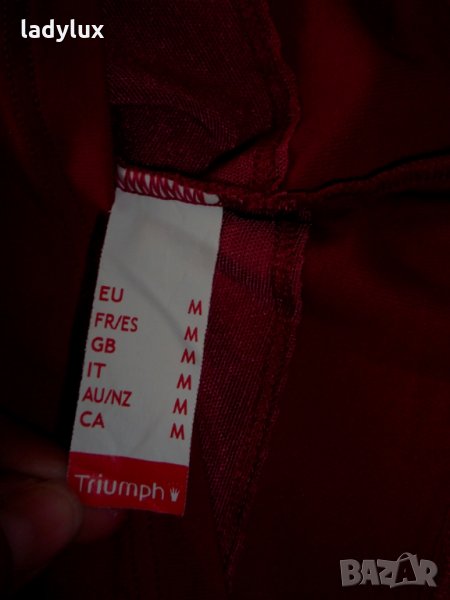 ladylux
EU M
FR/ES M
GB M
IT M
AU/NZ M
CA M
Triumph
BAZAR